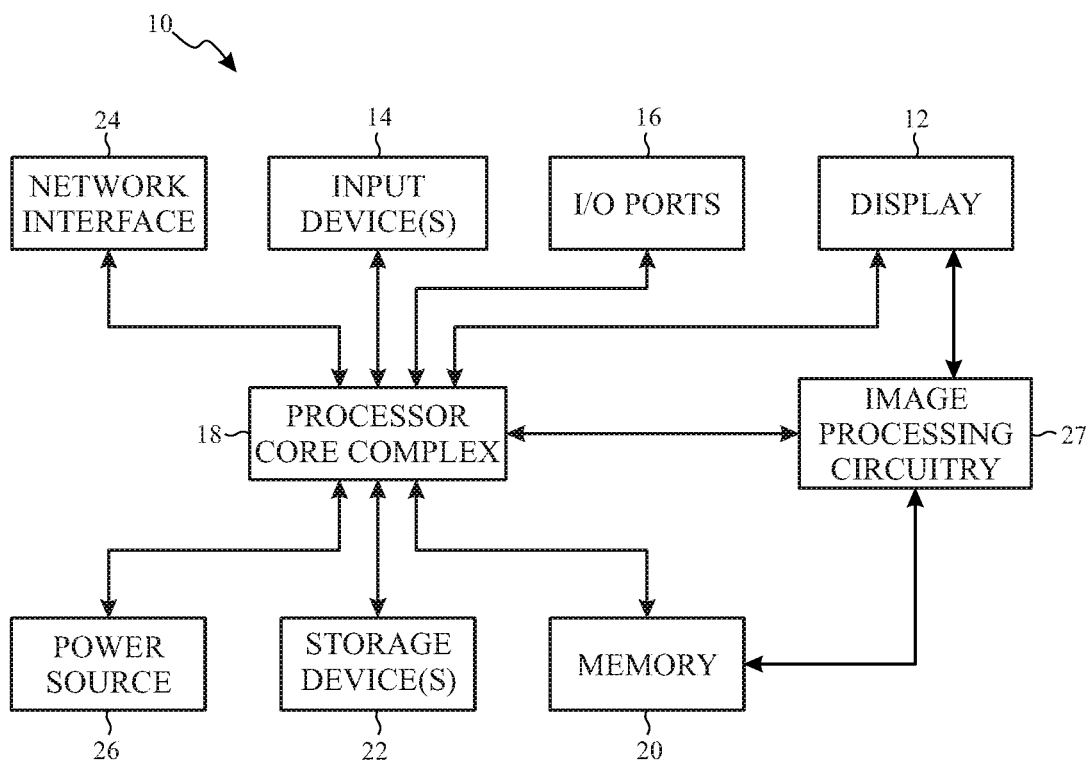 10
24
14
16
12
NETWORK
INTERFACE
INPUT
DEVICE(S)
I/O PORTS
DISPLAY
18
PROCESSOR
CORE COMPLEX
IMAGE
PROCESSING
CIRCUITRY
27
POWER
SOURCE
STORAGE
DEVICE(S)
MEMORY
26
22
20